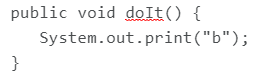 public void doIt() {
   System.out.print("b");
}